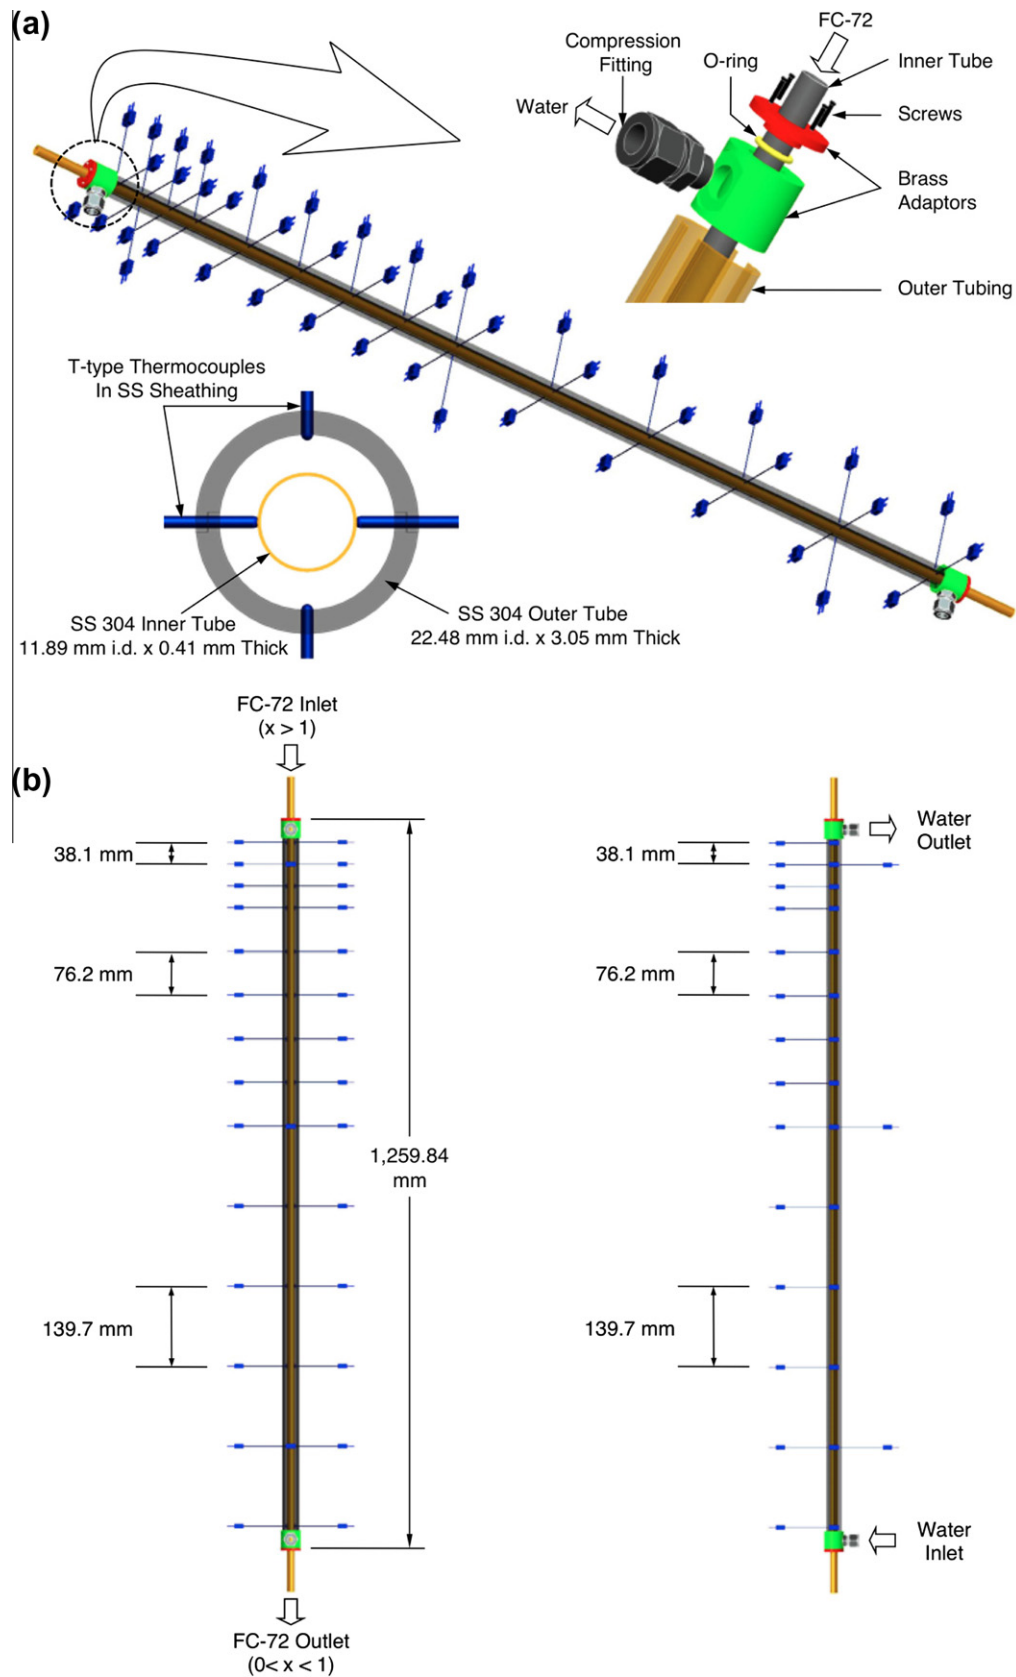 (a)
FC-72
Compression
Fitting
O-ring
Inner Tube
Water
Screws
Brass
Adaptors
Outer Tubing
T-type Thermocouples
In SS Sheathing
SS 304 Inner Tube
11.89 mm i.d. x 0.41 mm Thick
SS 304 Outer Tube
22.48 mm i.d. x 3.05 mm Thick
FC-72 Inlet
(x > 1)
(b)
38.1 mm
76.2 mm
1,259.84
mm
139.7 mm
FC-72 Outlet
(0< x < 1)
Water
Outlet
38.1 mm
76.2 mm
139.7 mm
Water
Inlet